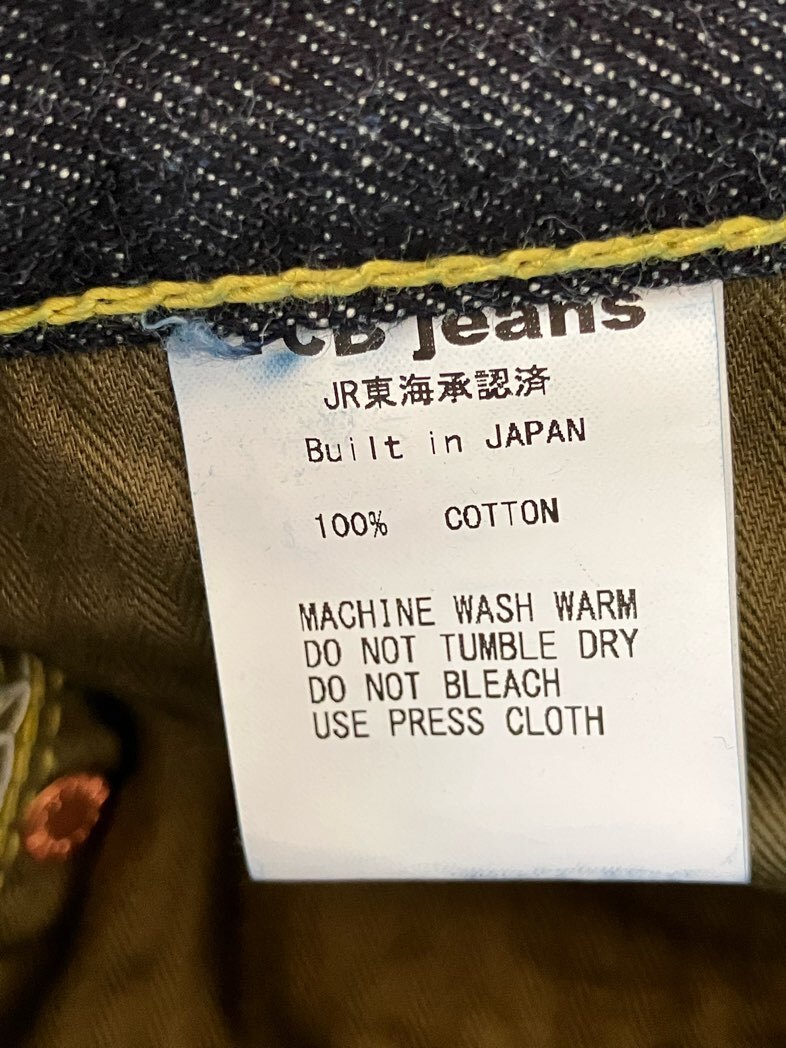 jeans
JR東海承認済
Built in JAPAN
100% COTTON
MACHINE WASH WARM
DO NOT TUMBLE DRY
DO NOT BLEACH
USE PRESS CLOTH